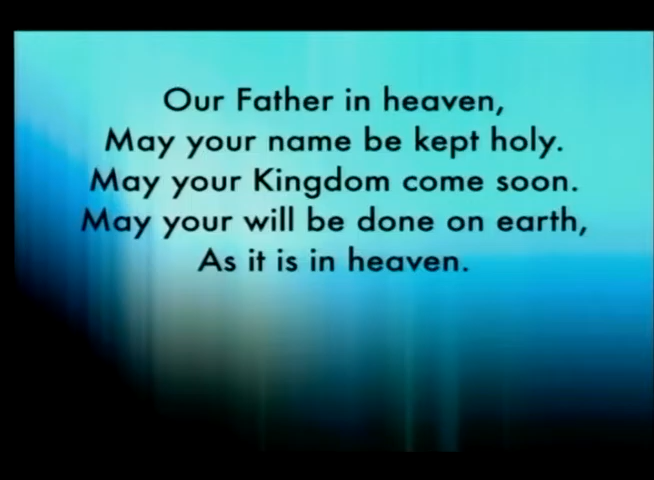 Our Father in heaven,
May your name be kept holy.
May your Kingdom come soon.
May your will be done on earth,
As it is in heaven.